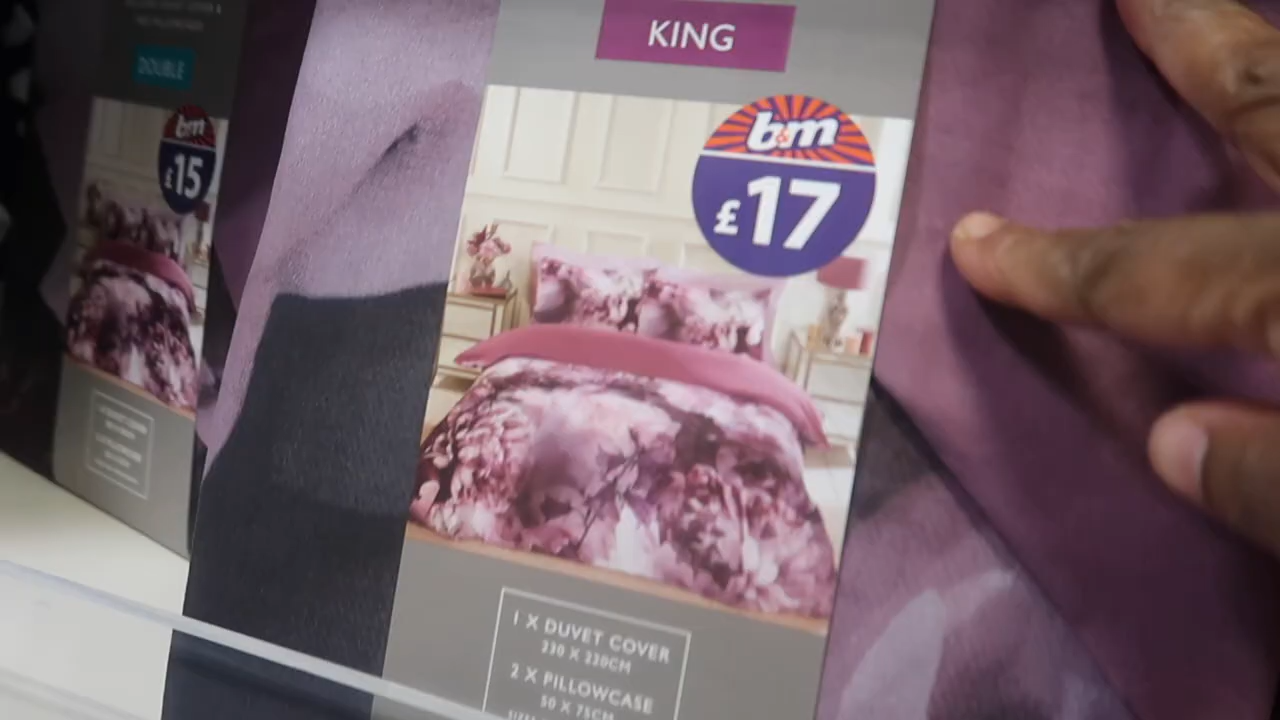 DOUBLE
b&m
£15
KING
b&m
£17
1 X DUVET COVER
230 X 220CM
2 X PILLOWCASE
50 X 75CM